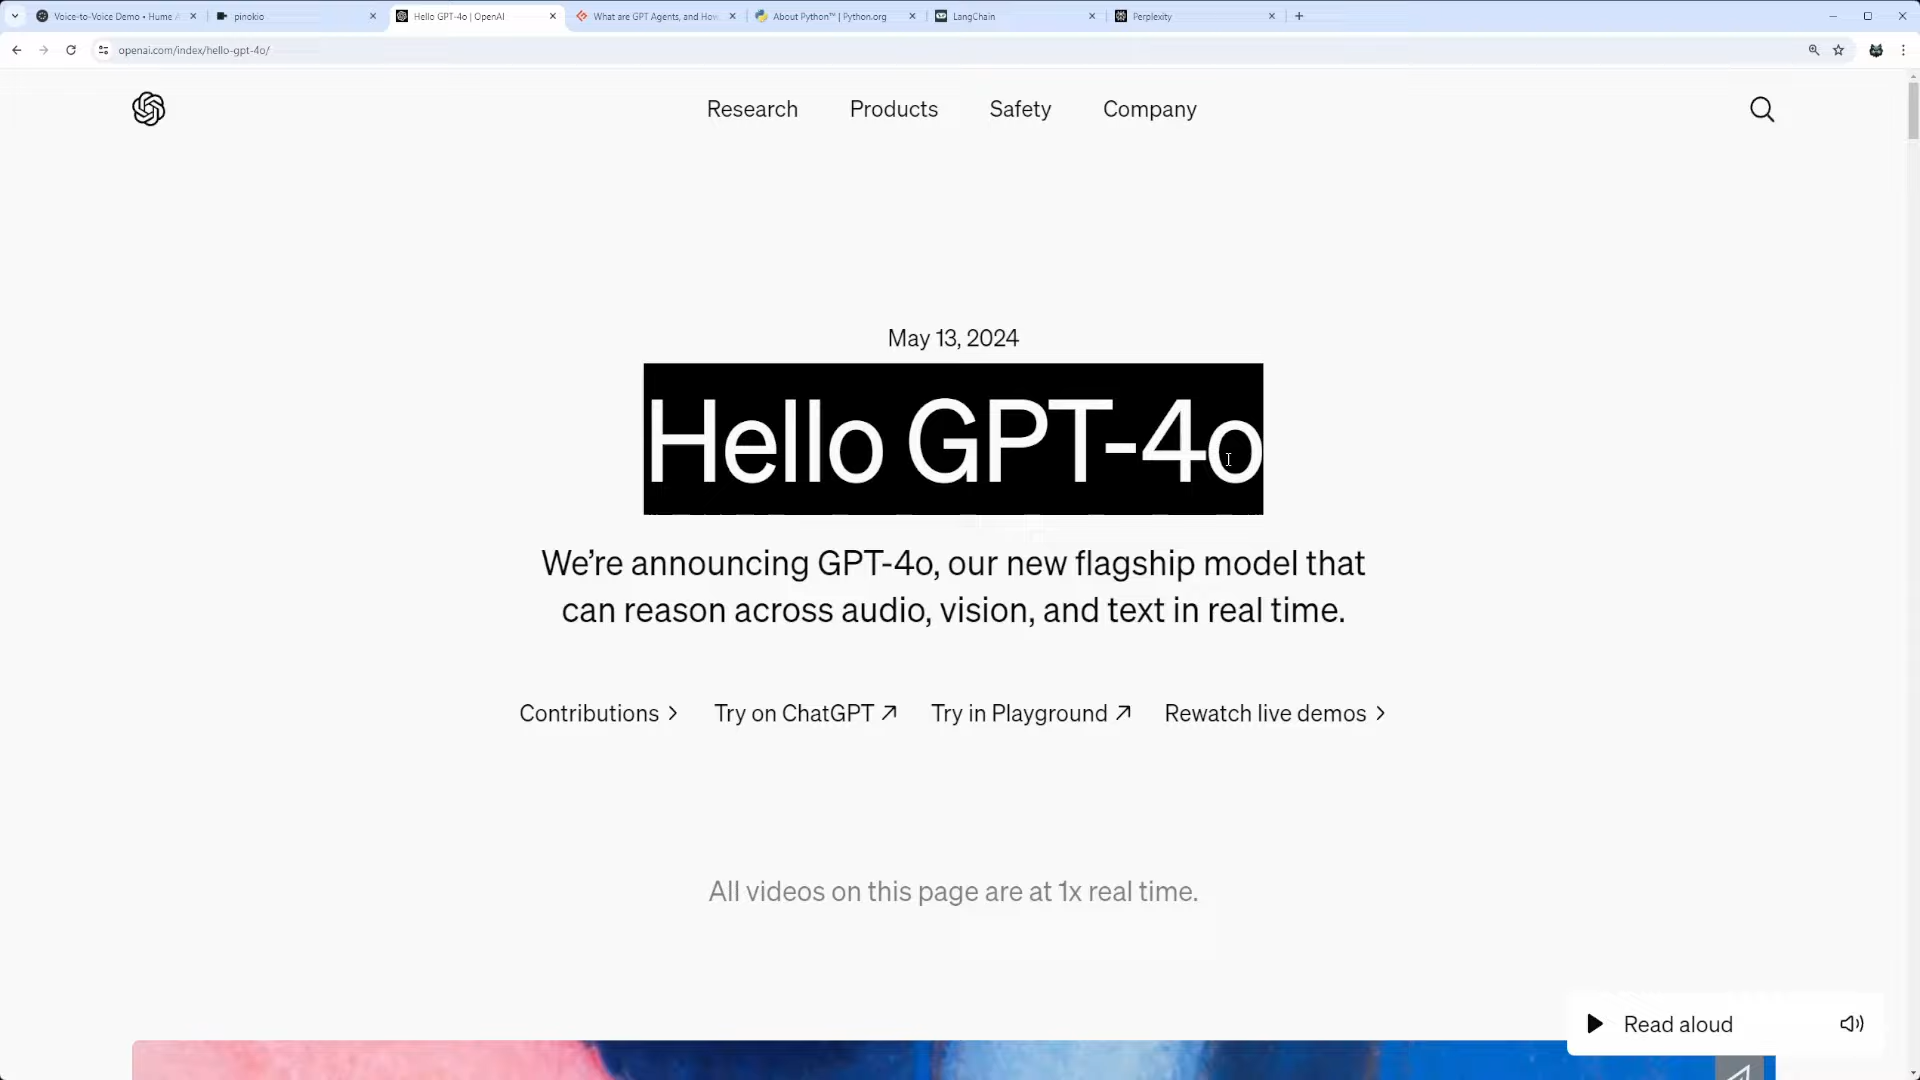 Voice-to-Voice Demo • Hume A
pinokio
Hello GPT-4o | OpenAI
What are GPT Agents, and How
About Python™ | Python.org
LangChain
Perplexity
openai.com/index/hello-gpt-4o/
Research Products Safety Company
May 13, 2024
Hello GPT-4o
We’re announcing GPT-4o, our new flagship model that
can reason across audio, vision, and text in real time.
Contributions Try on ChatGPT Try in Playground Rewatch live demos
All videos on this page are at 1x real time.
Read aloud